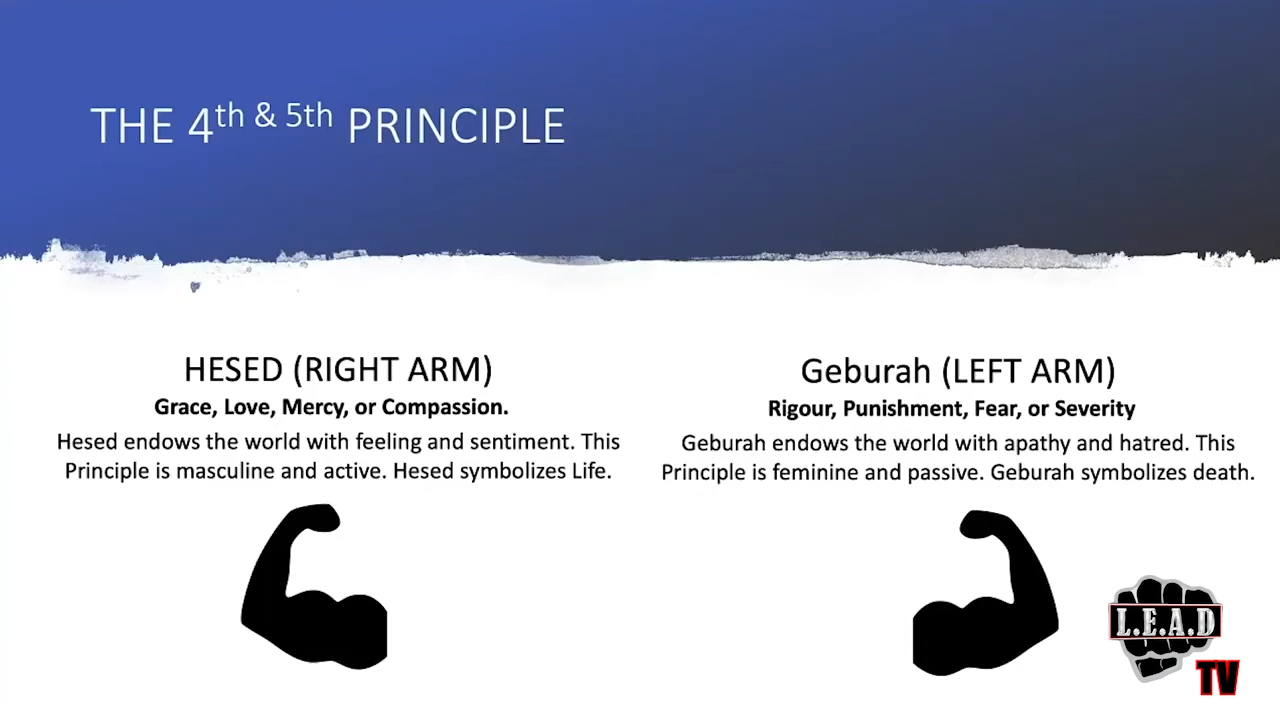 THE 4th & 5th PRINCIPLE
HESED (RIGHT ARM)
Grace, Love, Mercy, or Compassion.
Hesed endows the world with feeling and sentiment. This
Principle is masculine and active. Hesed symbolizes Life.
Geburah (LEFT ARM)
Rigour, Punishment, Fear, or Severity
Geburah endows the world with apathy and hatred. This
Principle is feminine and passive. Geburah symbolizes death.
L.E.A.D
TV